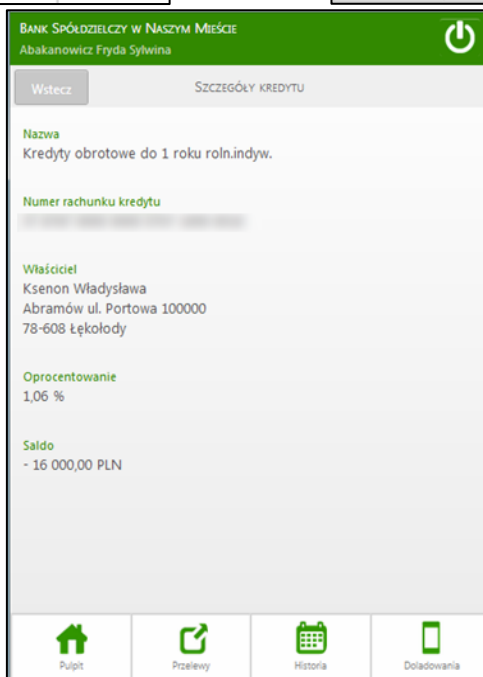 BANK SPÓŁDZIELCZY W NASZYM MIEŚCIE
Abakanowicz Fryda Sylwina
Wstecz
SZCZEGÓŁY KREDYTU
Nazwa
Kredyty obrotowe do 1 roku roln.indyw.
Numer rachunku kredytu
Właściciel
Ksenon Władysława
Abramów ul. Portowa 100000
78-608 Łękołody
Oprocentowanie
1,06 %
Saldo
- 16 000,00 PLN
Pulpit
Przelewy
Historia
Doładowania